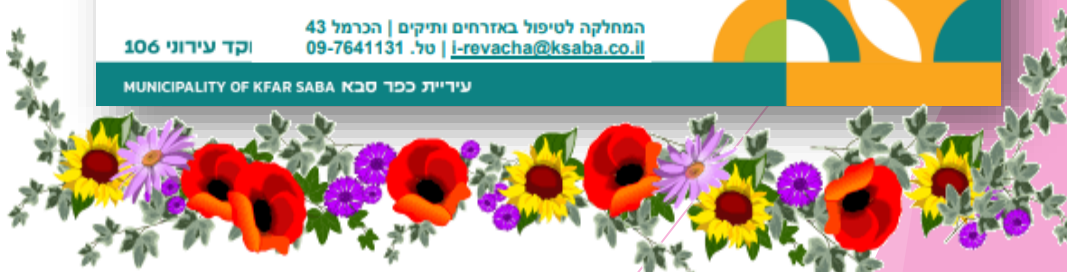 המחלקה לטיפול באזרחים ותיקים | הכרמל 43
i-revacha@ksaba.co.il | טל. 09-7641131
וקד עירוני 106
עיריית כפר סבא MUNICIPALITY OF KFAR SABA